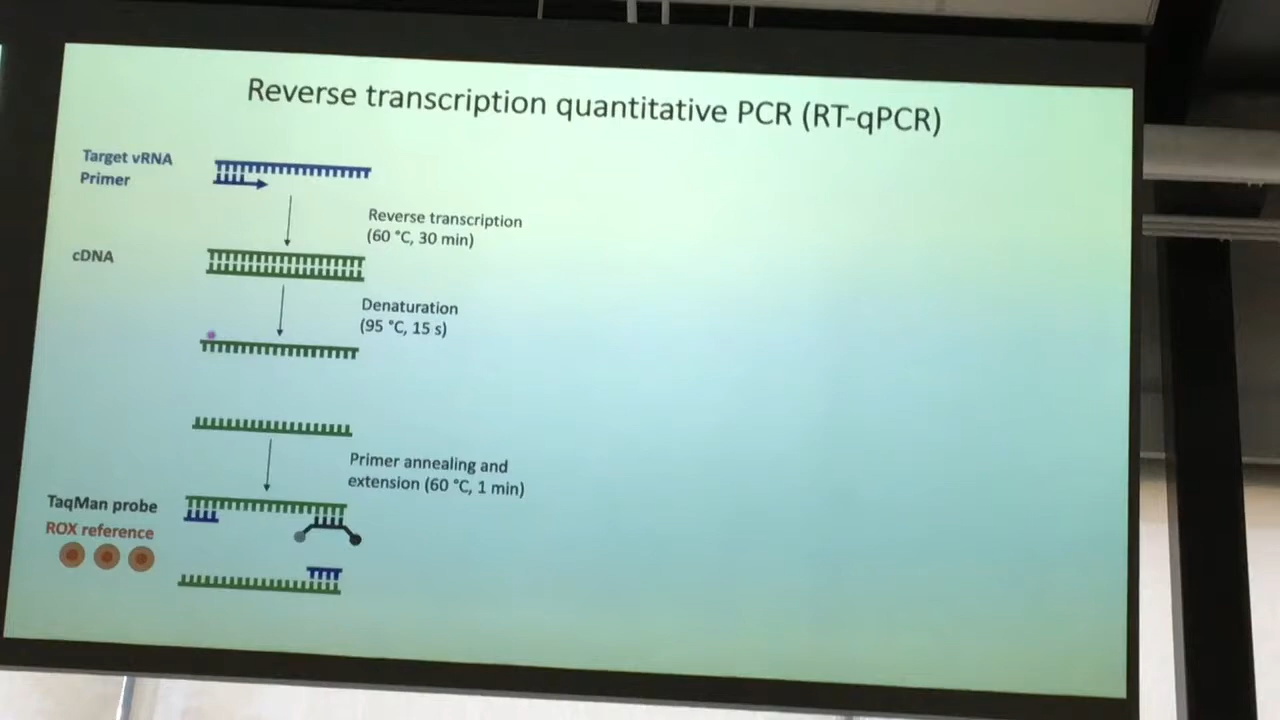 Reverse transcription quantitative PCR (RT-qPCR)
Target vRNA
Primer
Reverse transcription
(60 °C, 30 min)
cDNA
Denaturation
(95 °C, 15 s)
Primer annealing and
extension (60 °C, 1 min)
TaqMan probe
ROX reference